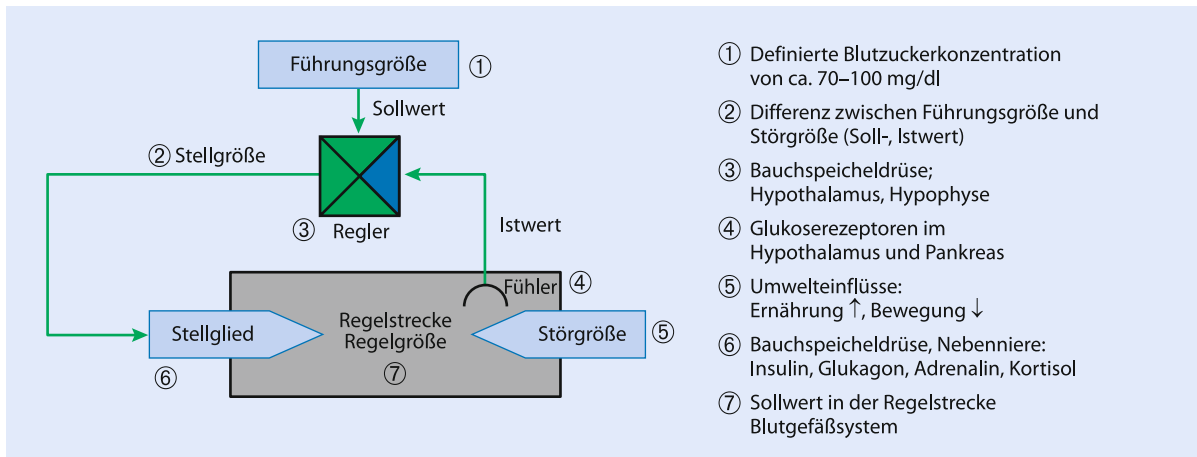 Führungsgröße ①
Sollwert
② Stellgröße
③ Regler
Istwert
Fühler ④
Stellglied
⑥
Regelstrecke
Regelgröße
⑦
Störgröße ⑤
① Definierte Blutzuckerkonzentration
von ca. 70–100 mg/dl
② Differenz zwischen Führungsgröße und
Störgröße (Soll-, Istwert)
③ Bauchspeicheldrüse;
Hypothalamus, Hypophyse
④ Glukoserezeptoren im
Hypothalamus und Pankreas
⑤ Umwelteinflüsse:
Ernährung ↑, Bewegung ↓
⑥ Bauchspeicheldrüse, Nebenniere:
Insulin, Glukagon, Adrenalin, Kortisol
⑦ Sollwert in der Regelstrecke
Blutgefäßsystem